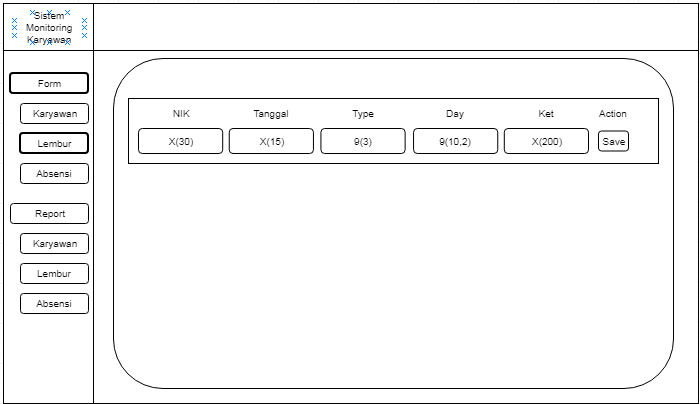 Sistem
Monitoring
Karyawan
Form
Karyawan
Lembur
Absensi
Report
Karyawan
Lembur
Absensi
NIK Tanggal Type Day Ket Action
X(30) X(15) 9(3) 9(10,2) X(200) Save